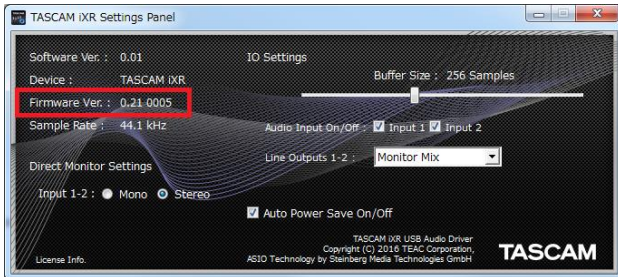 TASCAM iXR Settings Panel
Software Ver. : 0.01
Device : TASCAM iXR
Firmware Ver. : 0.21 0005
Sample Rate : 44.1 kHz
Direct Monitor Settings
Input 1-2 : Mono Stereo
License Info.
IO Settings
Buffer Size : 256 Samples
Audio Input On/Off : Input 1 Input 2
Line Outputs 1-2 : Monitor Mix
Auto Power Save On/Off
TASCAM iXR USB Audio Driver
Copyright (C) 2016 TEAC Corporation,
ASIO Technology by Steinberg Media Technologies GmbH
TASCAM